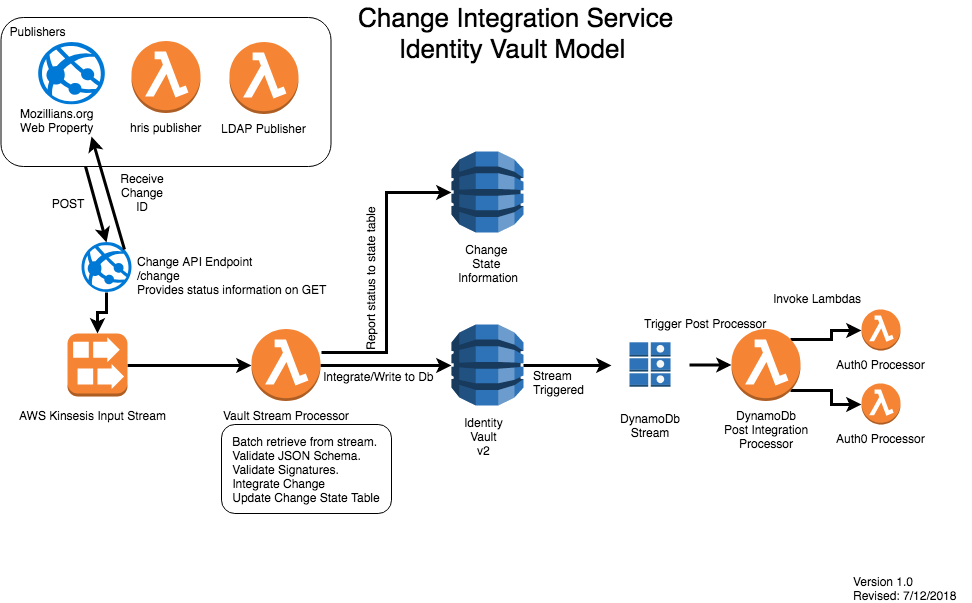 Change Integration Service
Identity Vault Model
Publishers
Mozillians.org
Web Property
hris publisher
LDAP Publisher
POST
Receive
Change
ID
Change API Endpoint
/change
Provides status information on GET
Report status to state table
Change
State
Information
AWS Kinsesis Input Stream
Vault Stream Processor
Batch retrieve from stream.
Validate JSON Schema.
Validate Signatures.
Integrate Change
Update Change State Table
Integrate/Write to Db
Identity
Vault
v2
Stream
Triggered
DynamoDb
Stream
Trigger Post Processor
DynamoDb
Post Integration
Processor
Invoke Lambdas
Auth0 Processor
Auth0 Processor
Version 1.0
Revised: 7/12/2018